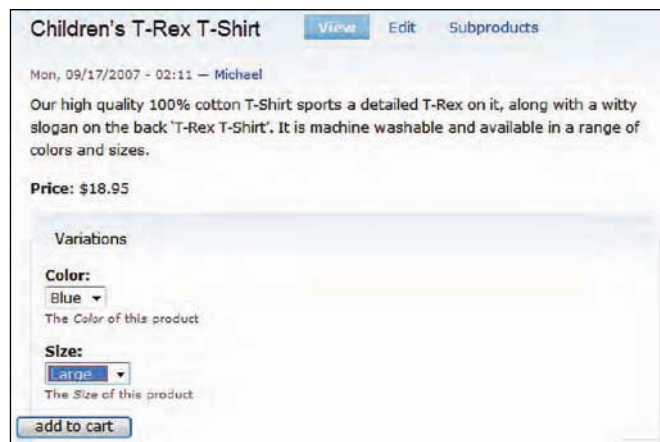 Children's T-Rex T-Shirt View Edit Subproducts
Mon, 09/17/2007 - 02:11 — Michael
Our high quality 100% cotton T-Shirt sports a detailed T-Rex on it, along with a witty
slogan on the back 'T-Rex T-Shirt'. It is machine washable and available in a range of
colors and sizes.
Price: $18.95
Variations
Color:
Blue
The Color of this product
Size:
Large
The Size of this product
add to cart